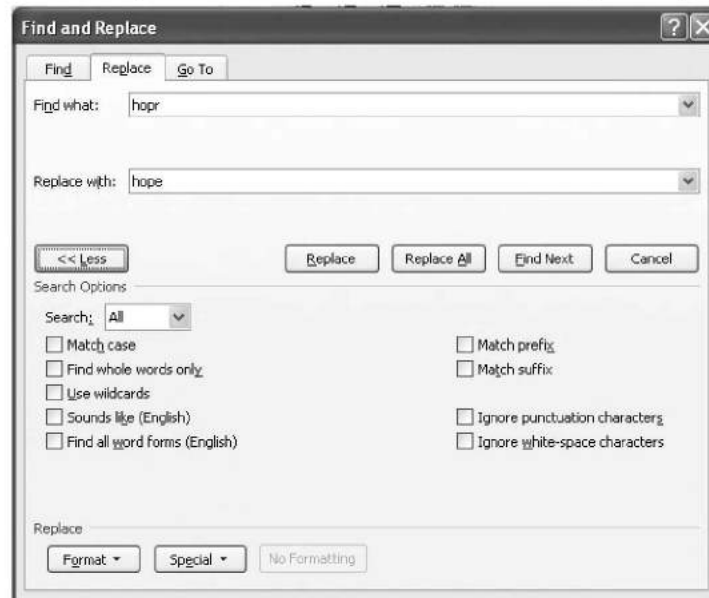 Find and Replace
Find Replace Go To
Find what: hopr
Replace with: hope
<< Less Replace Replace All Find Next Cancel
Search Options
Search: All
Match case Match prefix
Find whole words only Match suffix
Use wildcards
Sounds like (English) Ignore punctuation characters
Find all word forms (English) Ignore white-space characters
Replace
Format Special No Formatting